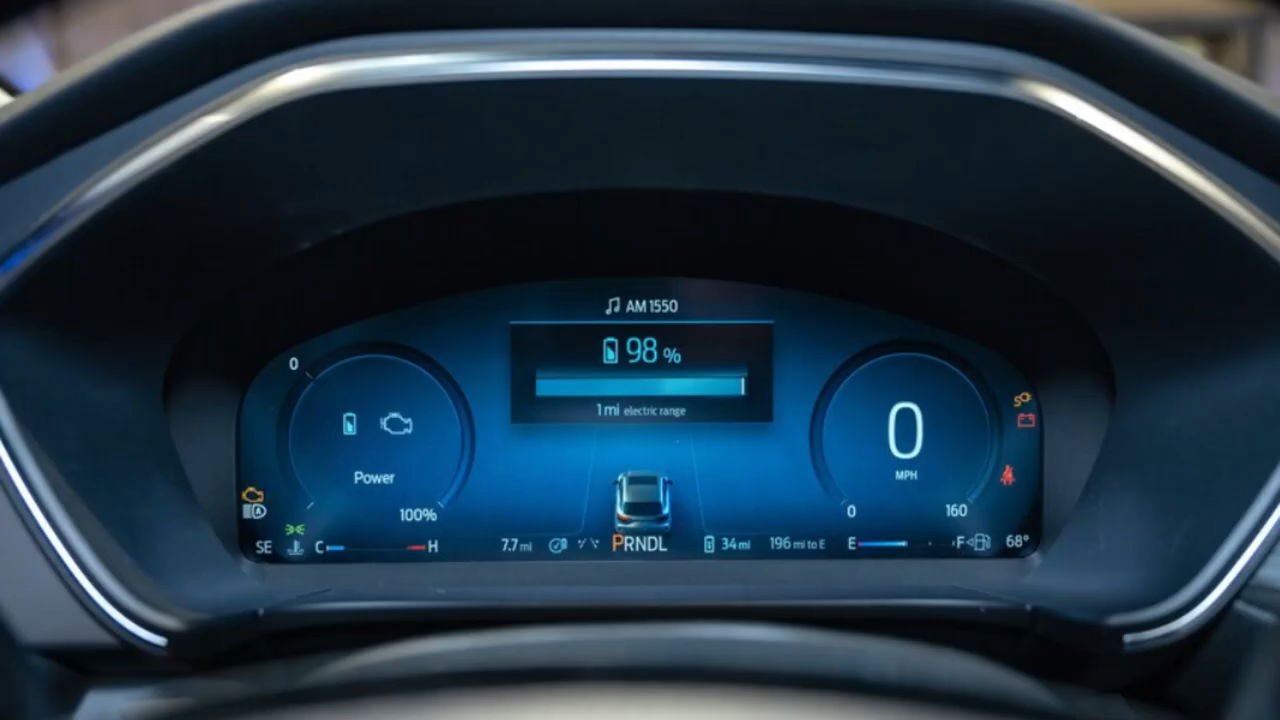 AM 1550
98 %
1 mi electric range
0
Power
100%
0
MPH
0
160
A
SE
C
H
7.7 mi
PRNDL
34 mi
196 mi to E
E
F
68°